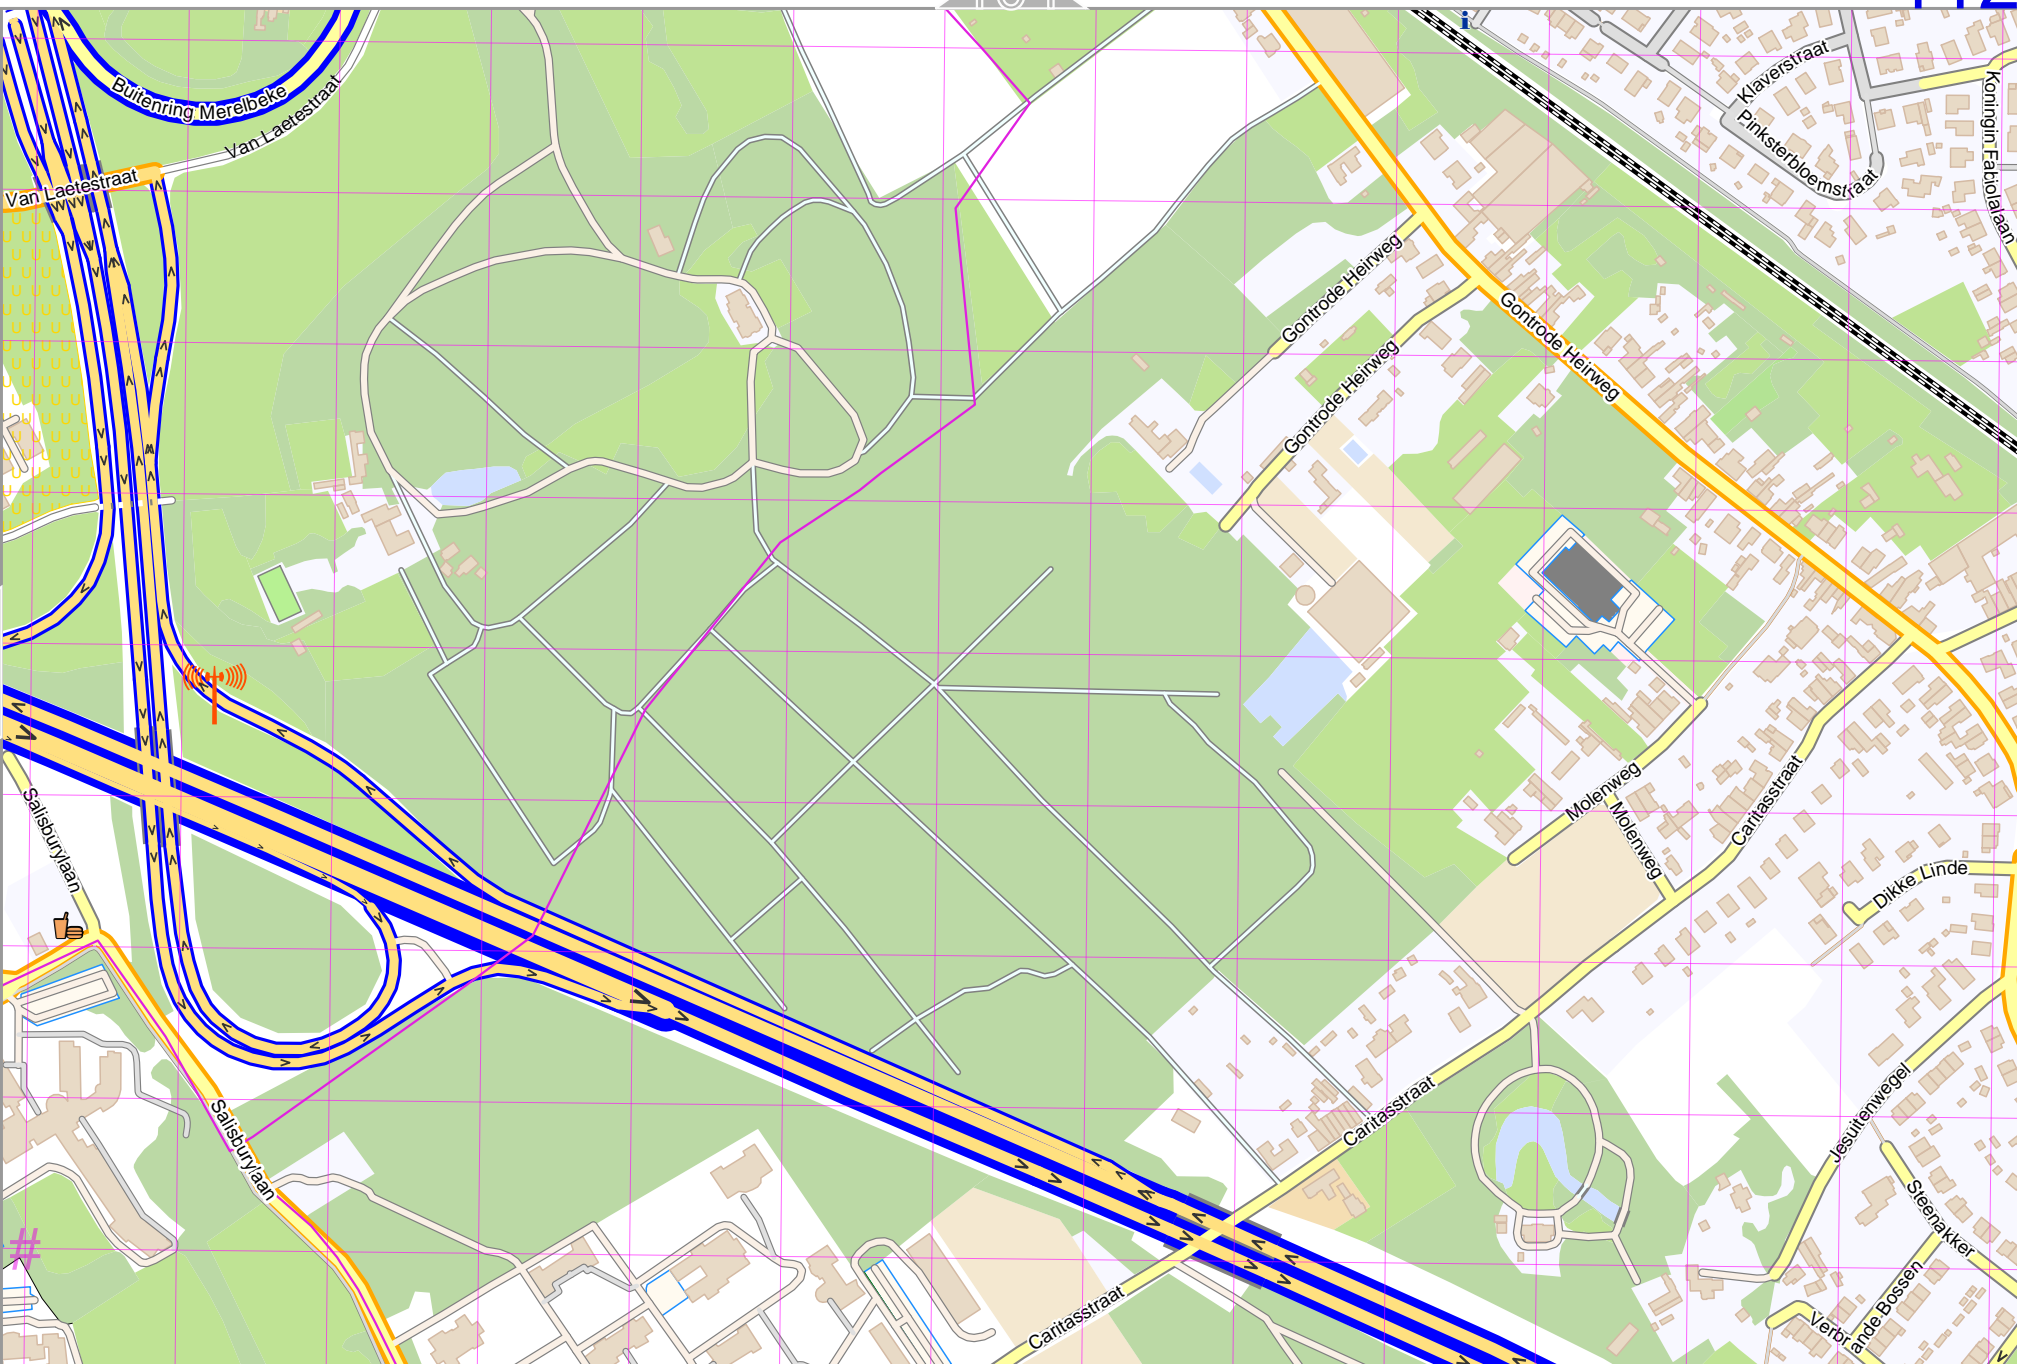 Buitenring Merelbeke
Van Laetestraat
Van Laetestraat
Klaverstraat
Pinksterbloemstraat
Koningin Fabiolalaan
Gontrode Heirweg
Gontrode Heirweg
Gontrode Heirweg
Salisburylaan
Molenweg
Molenweg
Caritasstraat
Dikke Linde
Caritasstraat
Jesuitenwegel
Salisburylaan
Steenakker
Caritasstraat
Verbrande Bossen
#